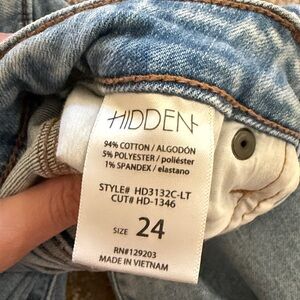 HIDDEN
94% COTTON / ALGODÓN
5% POLYESTER / poliéster
1% SPANDEX / elastano
STYLE# HD3132C-LT
CUT# HD-1346
SIZE 24
RN#129203
MADE IN VIETNAM